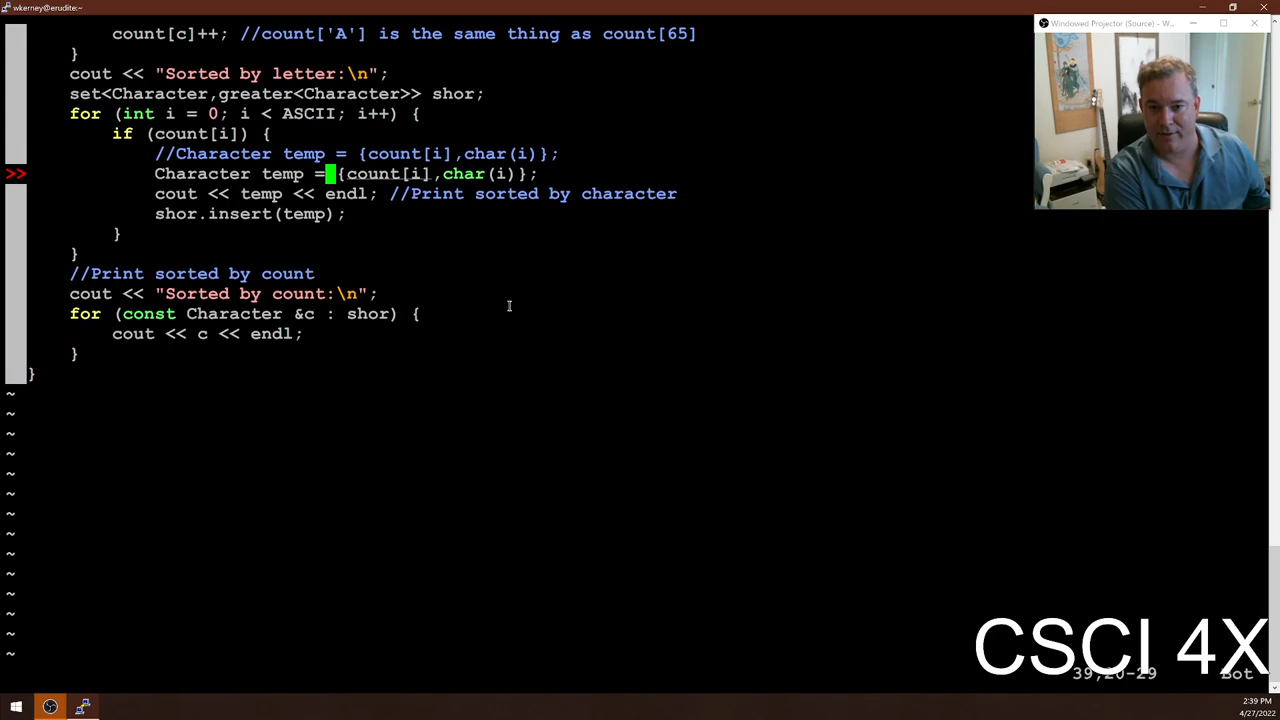 wkerney@erudite:~
Windowed Projector (Source) - W...
count[c]++; //count['A'] is the same thing as count[65]
}
cout << "Sorted by letter:\n";
set<Character,greater<Character>> shor;
for (int i = 0; i < ASCII; i++) {
if (count[i]) {
//Character temp = {count[i],char(i)};
>> Character temp = {count[i],char(i)};
cout << temp << endl; //Print sorted by character
shor.insert(temp);
}
}
//Print sorted by count
cout << "Sorted by count:\n";
for (const Character &c : shor) {
cout << c << endl;
}
}
~
~
~
~
~
~
~
~
~
~
~
~
~
~
CSCI 4X
39,20-29 Bot
2:39 PM
4/27/2022